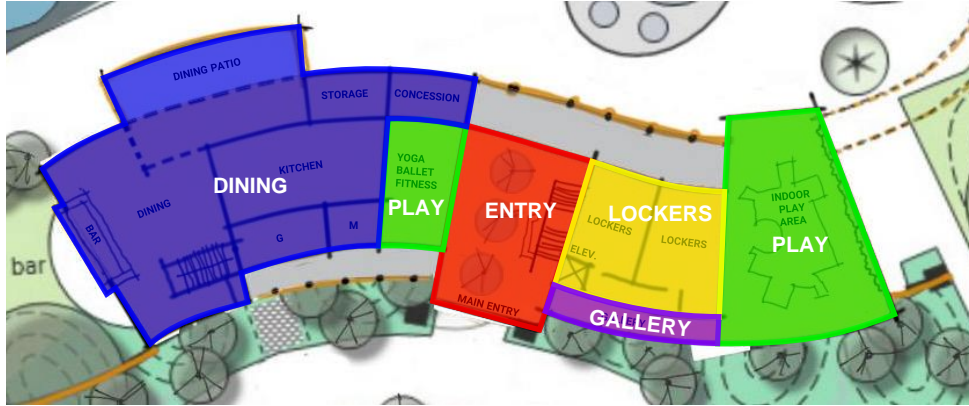 DINING PATIO
STORAGE
CONCESSION
KITCHEN
DINING
DINING
BAR
G
M
bar
YOGA
BALLET
FITNESS
PLAY
ENTRY
MAIN ENTRY
LOCKERS
LOCKERS
LOCKERS
ELEV.
GALLERY
INDOOR
PLAY
AREA
PLAY